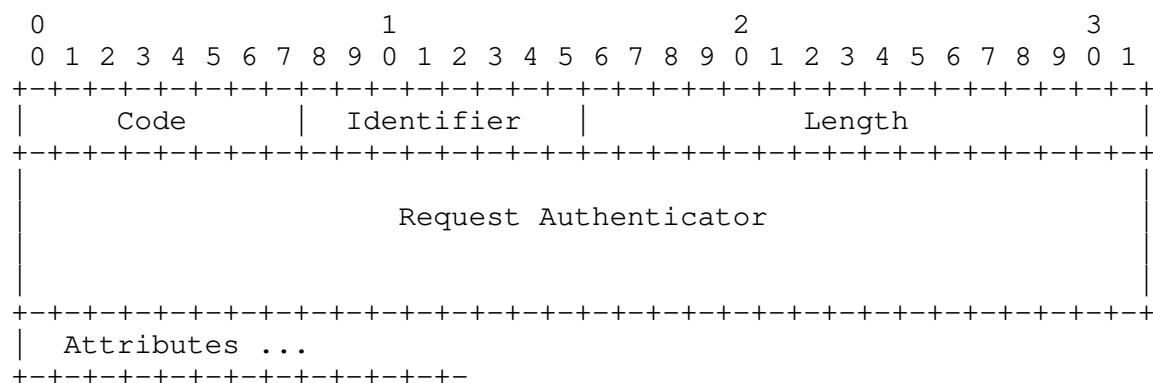 0                   1                   2                   3
 0 1 2 3 4 5 6 7 8 9 0 1 2 3 4 5 6 7 8 9 0 1 2 3 4 5 6 7 8 9 0 1
+-+-+-+-+-+-+-+-+-+-+-+-+-+-+-+-+-+-+-+-+-+-+-+-+-+-+-+-+-+-+-+-+
|     Code      |  Identifier   |            Length             |
+-+-+-+-+-+-+-+-+-+-+-+-+-+-+-+-+-+-+-+-+-+-+-+-+-+-+-+-+-+-+-+-+
|                                                               |
|                     Request Authenticator                     |
|                                                               |
|                                                               |
+-+-+-+-+-+-+-+-+-+-+-+-+-+-+-+-+-+-+-+-+-+-+-+-+-+-+-+-+-+-+-+-+
|  Attributes ...
+-+-+-+-+-+-+-+-+-+-+-+-+-